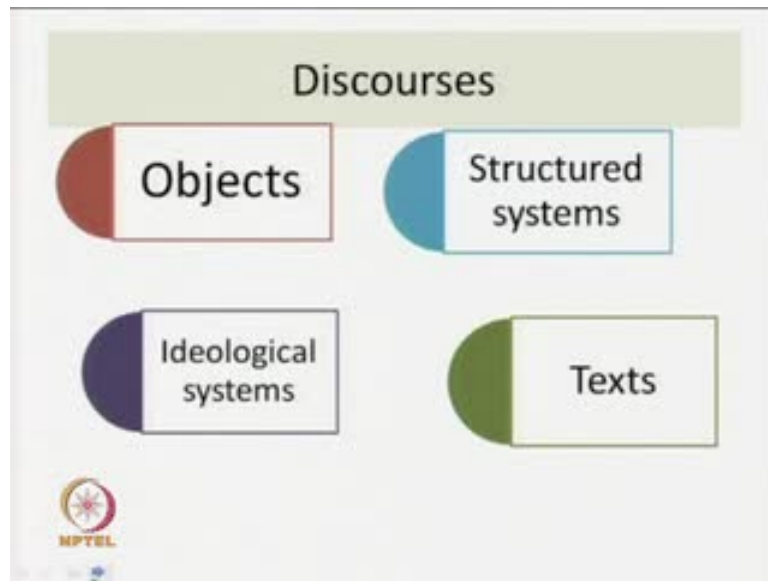 Discourses
Objects
Structured
systems
Ideological
systems
Texts
NPTEL